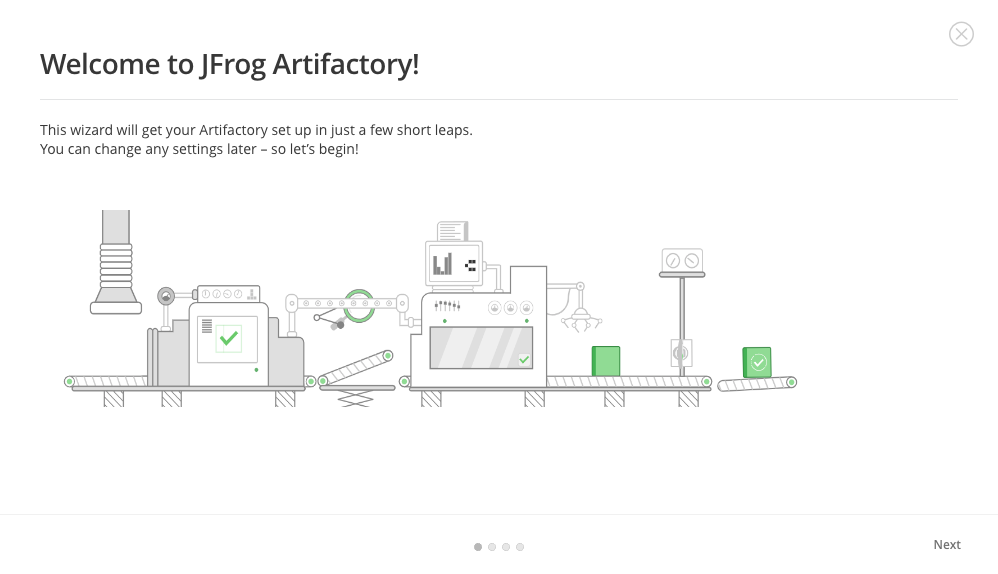 Welcome to JFrog Artifactory!
This wizard will get your Artifactory set up in just a few short leaps.
You can change any settings later – so let's begin!
Next